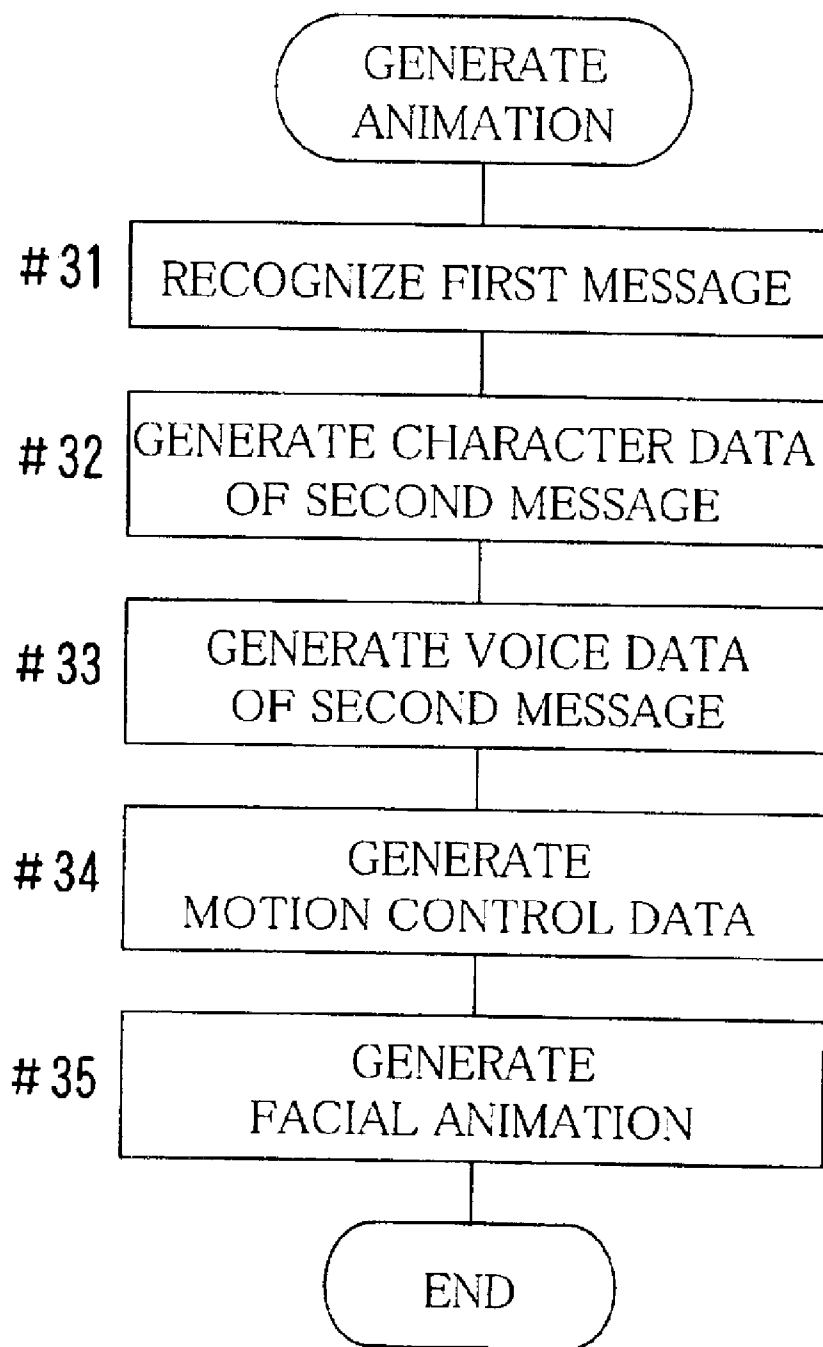 GENERATE
ANIMATION
#31
RECOGNIZE FIRST MESSAGE
#32
GENERATE CHARACTER DATA
OF SECOND MESSAGE
#33
GENERATE VOICE DATA
OF SECOND MESSAGE
#34
GENERATE
MOTION CONTROL DATA
#35
GENERATE
FACIAL ANIMATION
END